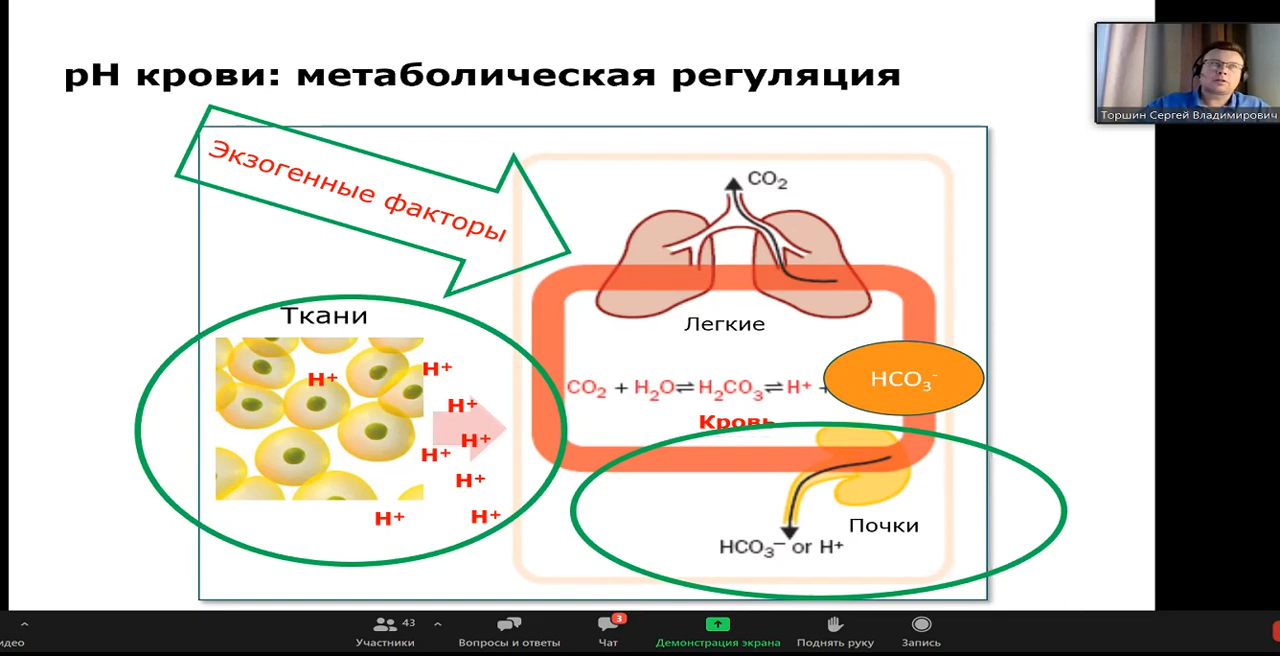 pH крови: метаболическая регуляция
Торшин Сергей Владимирович
Экзогенные факторы
CO₂
Ткани
Легкие
H⁺
H⁺
H⁺
H⁺
H⁺
H⁺
H⁺
H⁺
CO₂ + H₂O⇌H₂CO₃⇌H⁺ +
HCO₃⁻
Кровь
Почки
HCO₃⁻ or H⁺
идео
Участники
43
Вопросы и ответы
Чат
3
Демонстрация экрана
Поднять руку
Запись